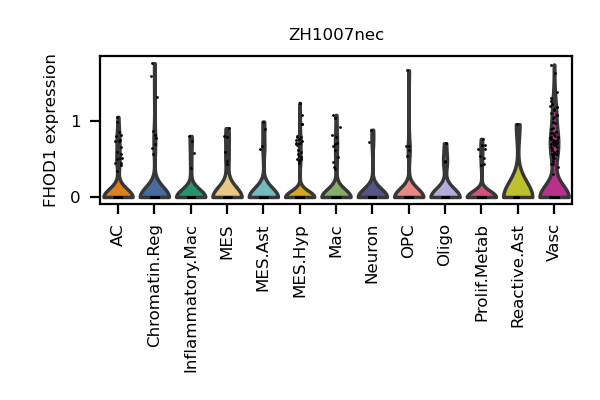 ZH1007nec
FHOD1 expression
1
0
AC
Chromatin.Reg
Inflammatory.Mac
MES
MES.Ast
MES.Hyp
Mac
Neuron
OPC
Oligo
Prolif.Metab
Reactive.Ast
Vasc